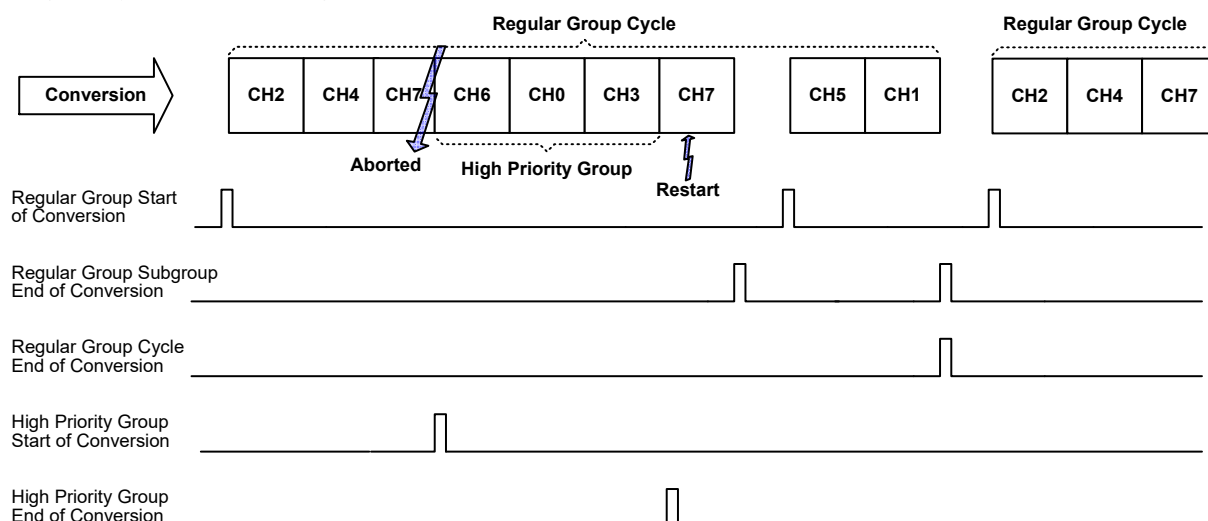 Regular Group Cycle
Regular Group Cycle
Conversion
CH2
CH4
CH7
CH6
CH0
CH3
CH7
CH5
CH1
CH2
CH4
CH7
Aborted
High Priority Group
Restart
Regular Group Start
of Conversion
Regular Group Subgroup
End of Conversion
Regular Group Cycle
End of Conversion
High Priority Group
Start of Conversion
High Priority Group
End of Conversion